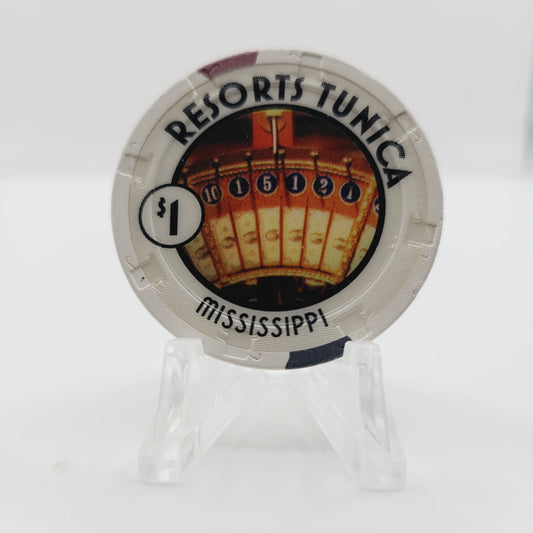 RESORTS TUNICA
10 1 5 1 2 1
$1
MISSISSIPPI